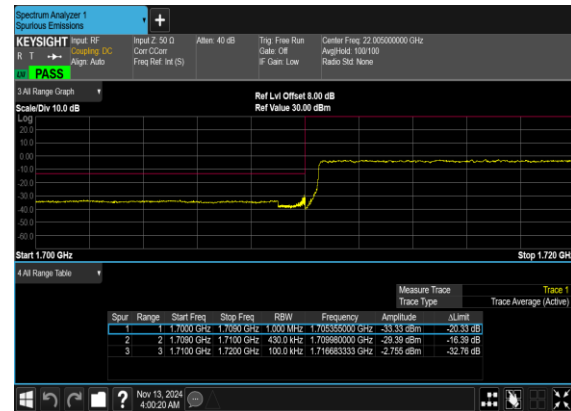 Spectrum Analyzer 1
Spurious Emissions
+
KEYSIGHT Input: RF Input Z: 50 Ω Atten: 40 dB Trig: Free Run Center Freq: 22.005000000 GHz
R T Coupling: DC Corr CCorr Gate: Off Avg|Hold: 100/100
Align: Auto Freq Ref: Int (S) IF Gain: Low Radio Std: None
PASS
3 All Range Graph
Ref Lvl Offset 8.00 dB
Scale/Div 10.0 dB Ref Value 30.00 dBm
Log
20.0
10.0
0.00
-10.0
-20.0
-30.0
-40.0
-50.0
-60.0
Start 1.700 GHz Stop 1.720 GH
4 All Range Table
Measure Trace Trace 1
Trace Type Trace Average (Active)
Spur Range Start Freq Stop Freq RBW Frequency Amplitude ΔLimit
1 1 1.7000 GHz 1.7090 GHz 1.000 MHz 1.705355000 GHz -33.33 dBm -20.33 dB
2 2 1.7090 GHz 1.7100 GHz 430.0 kHz 1.709980000 GHz -29.39 dBm -16.39 dB
3 3 1.7100 GHz 1.7200 GHz 100.0 kHz 1.716683333 GHz -2.755 dBm -32.76 dB
? Nov 13, 2024
4:00:20 AM